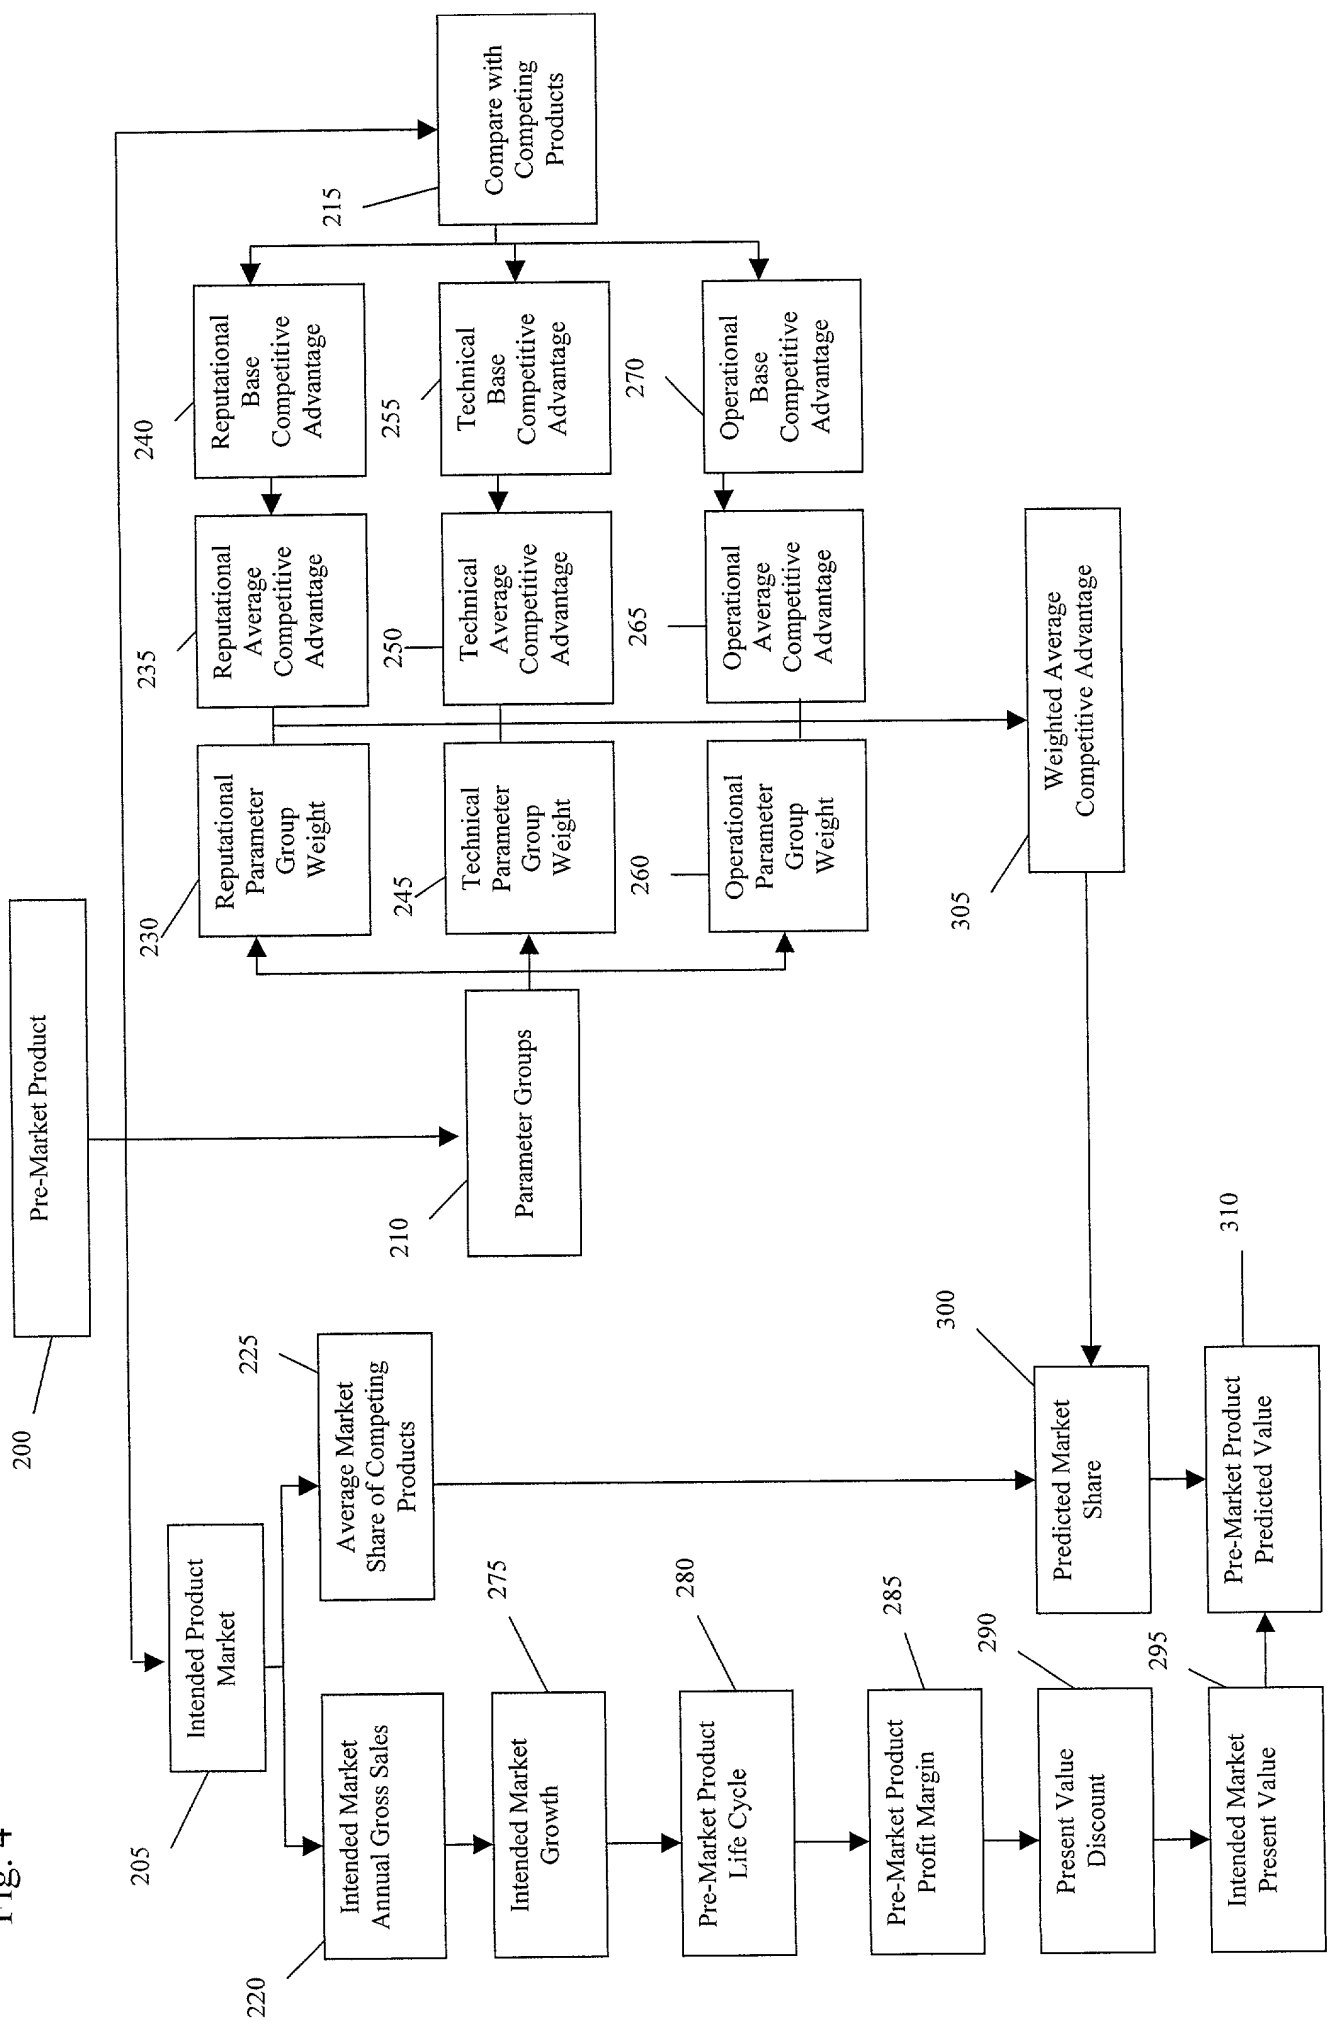 Fig. 4
200
Pre-Market Product
205
Intended Product
Market
210
Parameter Groups
215
Compare with
Competing
Products
220
Intended Market
Annual Gross Sales
225
Average Market
Share of Competing
Products
230
Reputational
Parameter
Group
Weight
235
Reputational
Average
Competitive
Advantage
240
Reputational
Base
Competitive
Advantage
245
Technical
Parameter
Group
Weight
250
Technical
Average
Competitive
Advantage
255
Technical
Base
Competitive
Advantage
260
Operational
Parameter
Group
Weight
265
Operational
Average
Competitive
Advantage
270
Operational
Base
Competitive
Advantage
275
Intended Market
Growth
280
Pre-Market Product
Life Cycle
285
Pre-Market Product
Profit Margin
290
Present Value
Discount
295
Intended Market
Present Value
300
Predicted Market
Share
305
Weighted Average
Competitive Advantage
310
Pre-Market Product
Predicted Value